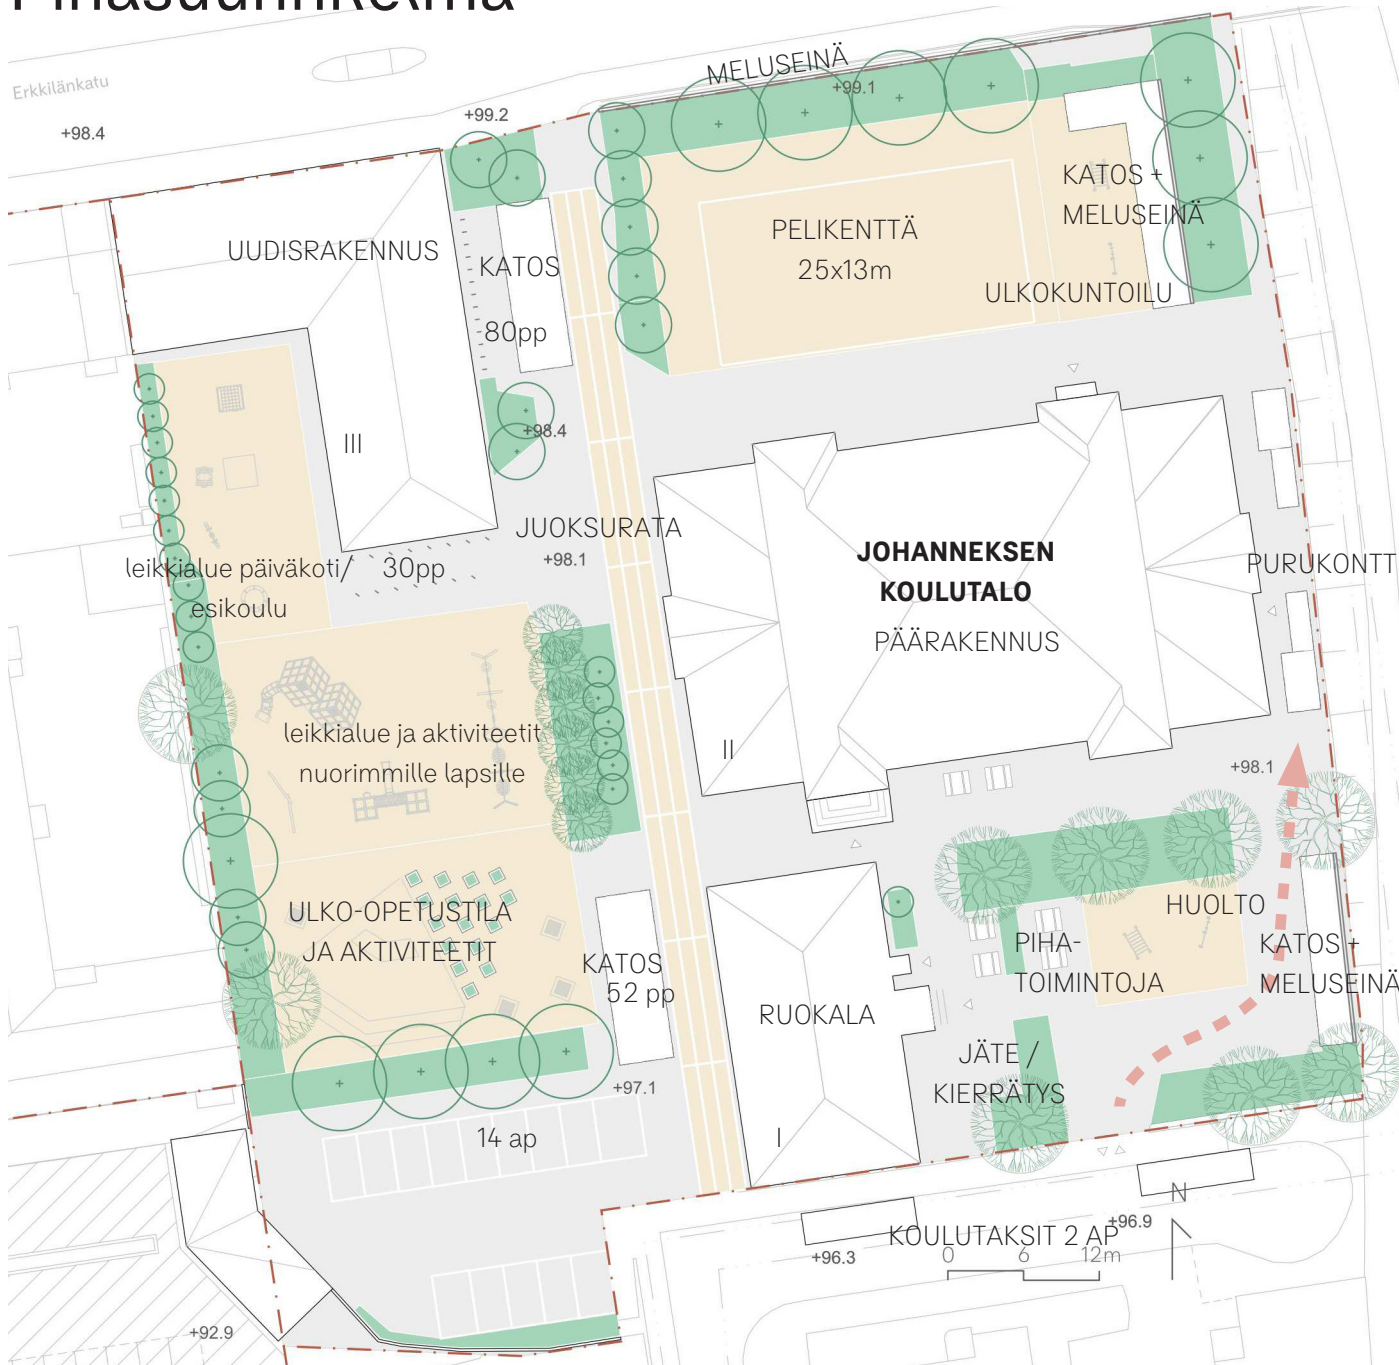 Pihasuunnitelma
Erkkilänkatu
+98.4
+99.2
MELUSEINÄ
+99.1
KATOS +
MELUSEINÄ
UUDISRAKENNUS
KATOS
80pp
PELIKENTTÄ
25x13m
ULKOKUNTOILU
III
+98.4
JUOKSURATA
+98.1
leikkialue päiväkoti/
esikoulu
30pp
JOHANNEKSEN
KOULUTALO
PÄÄRAKENNUS
PURUKONTT
leikkialue ja aktiviteetit
nuorimmille lapsille
II
+98.1
ULKO-OPETUSTILA
JA AKTIVITEETIT
KATOS
52 pp
RUOKALA
HUOLTO
PIHA-
TOIMINTOJA
KATOS +
MELUSEINÄ
JÄTE /
KIERRÄTYS
+97.1
14 ap
I
N
KOULUTAKSIT 2 AP
+96.9
+96.3
0 6 12m
+92.9